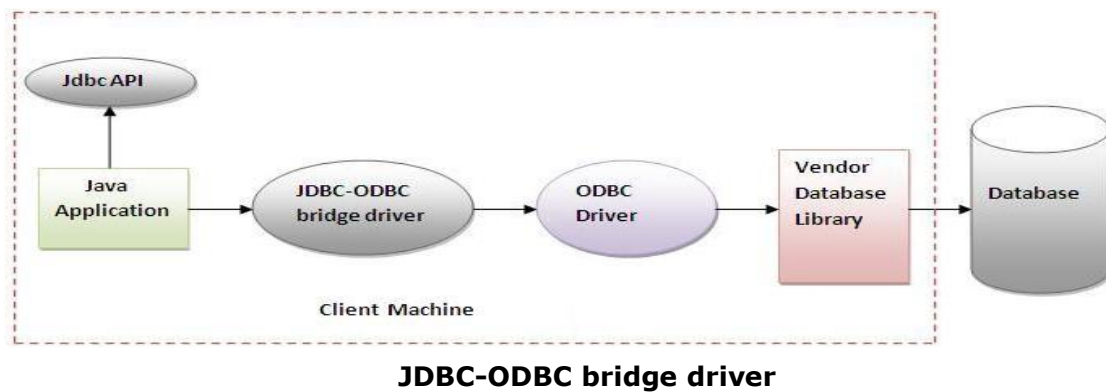 Jdbc API
Java
Application
JDBC-ODBC
bridge driver
ODBC
Driver
Vendor
Database
Library
Database
Client Machine
JDBC-ODBC bridge driver